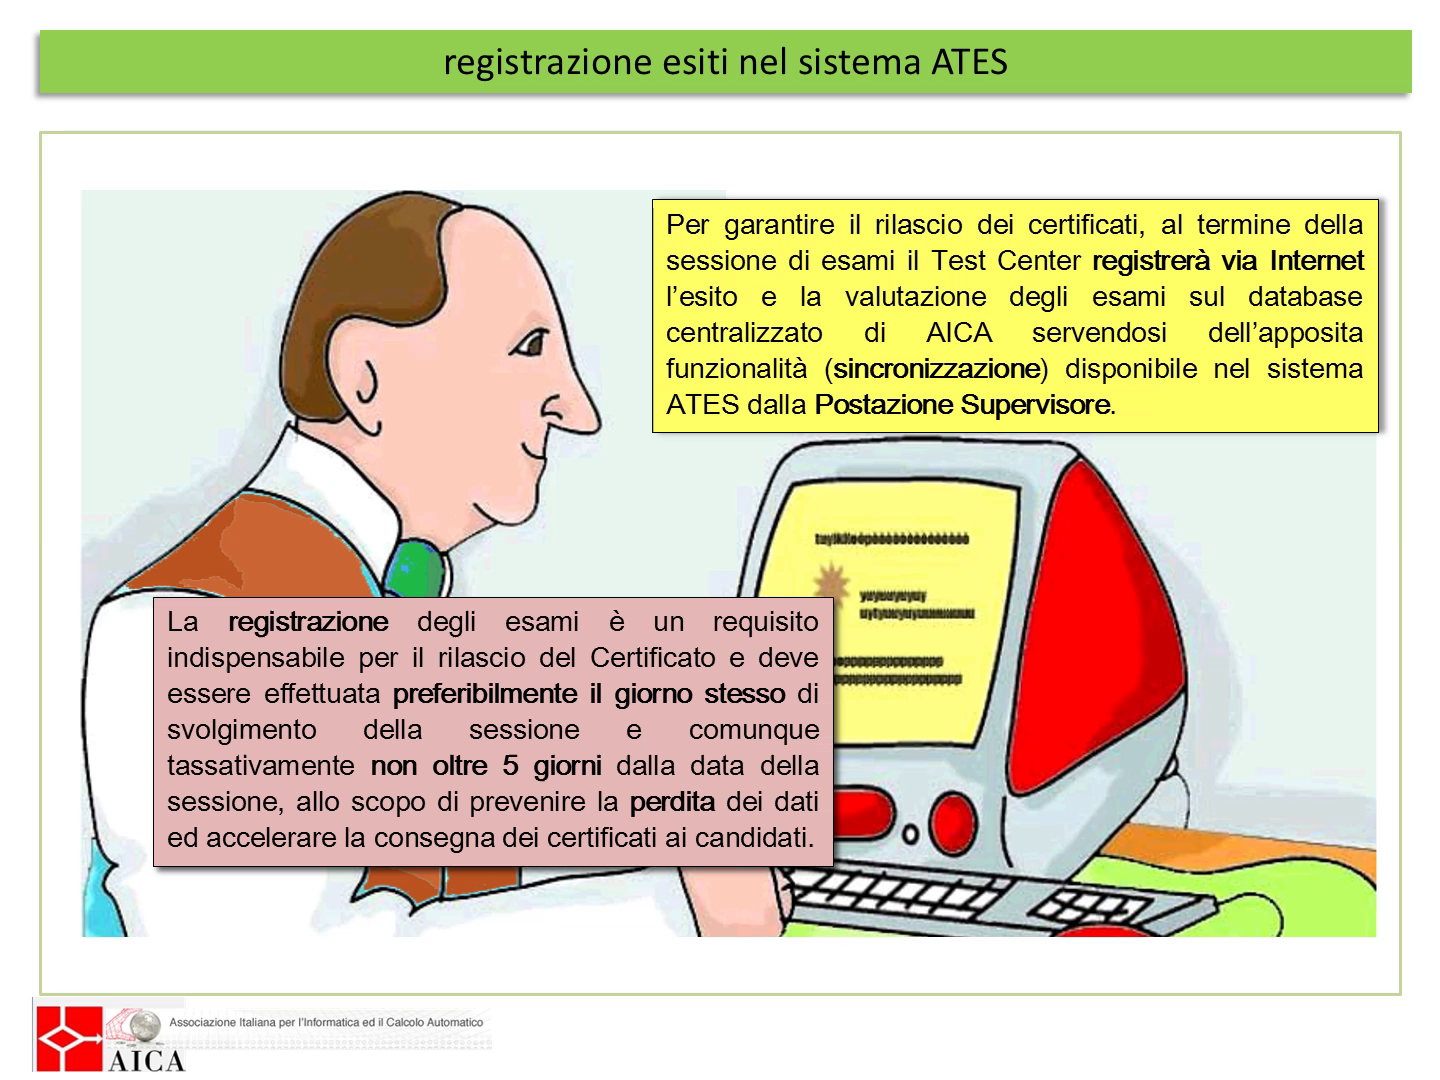 registrazione esiti nel sistema ATES
Per garantire il rilascio dei certificati, al termine della
sessione di esami il Test Center registrerà via Internet
l’esito e la valutazione degli esami sul database
centralizzato di AICA servendosi dell’apposita
funzionalità (sincronizzazione) disponibile nel sistema
ATES dalla Postazione Supervisore.
La registrazione degli esami è un requisito
indispensabile per il rilascio del Certificato e deve
essere effettuata preferibilmente il giorno stesso di
svolgimento della sessione e comunque
tassativamente non oltre 5 giorni dalla data della
sessione, allo scopo di prevenire la perdita dei dati
ed accelerare la consegna dei certificati ai candidati.
Associazione Italiana per l'Informatica ed il Calcolo Automatico
AICA